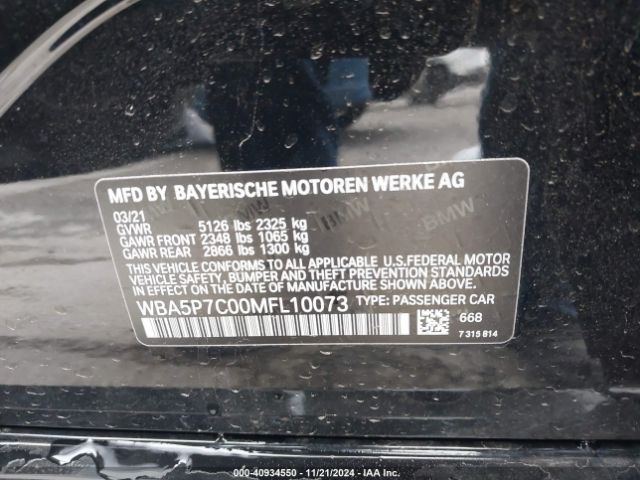 MFD BY BAYERISCHE MOTOREN WERKE AG
03/21
GVWR 5126 lbs 2325 kg
GAWR FRONT 2348 lbs 1065 kg
GAWR REAR 2866 lbs 1300 kg
THIS VEHICLE CONFORMS TO ALL APPLICABLE U.S.FEDERAL MOTOR
VEHICLE SAFETY, BUMPER AND THEFT PREVENTION STANDARDS
IN EFFECT ON THE DATE OF MANUFACTURE SHOWN ABOVE.
WBA5P7C00MFL10073 TYPE: PASSENGER CAR
668
7 315 814
BMW
BMW
BMW
000-40934550 - 11/21/2024 - IAA Inc.